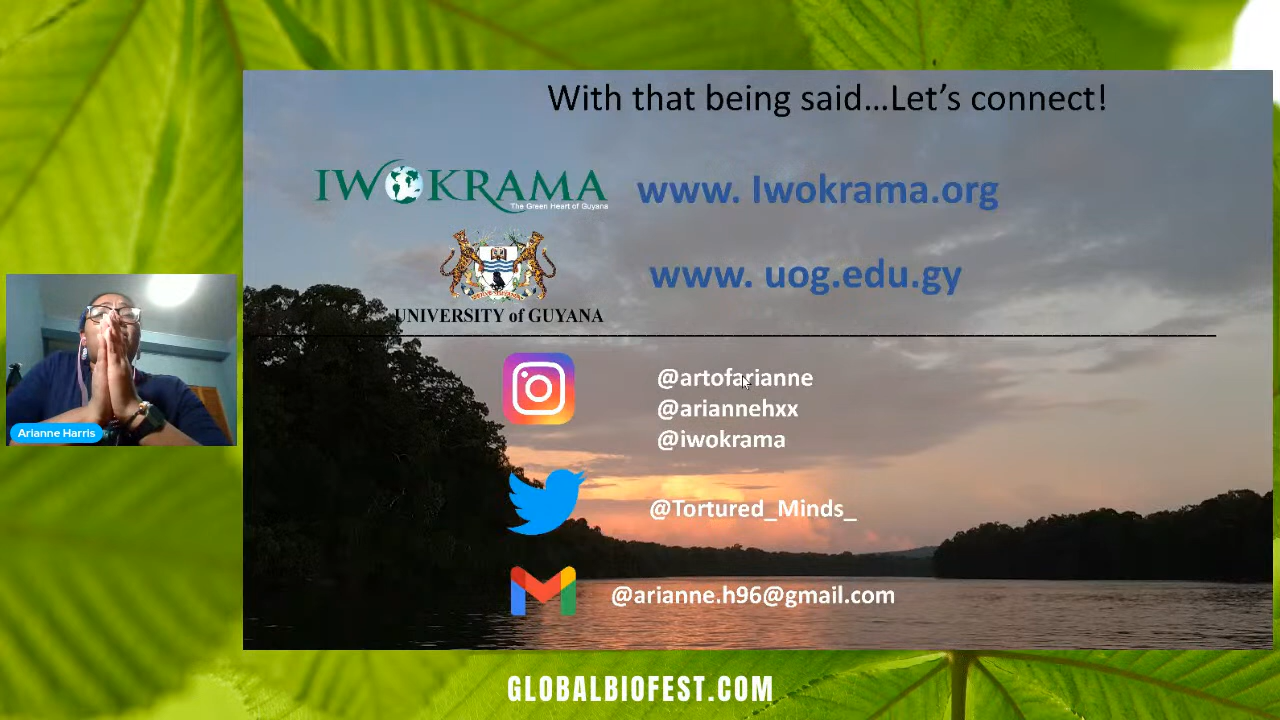 With that being said...Let's connect!
IWOKRAMA
The Green Heart of Guyana
www. Iwokrama.org
UNIVERSITY of GUYANA
www. uog.edu.gy
@artofarianne
@ariannehxx
@iwokrama
@Tortured_Minds_
@arianne.h96@gmail.com
Arianne Harris
GLOBALBIOFEST.COM